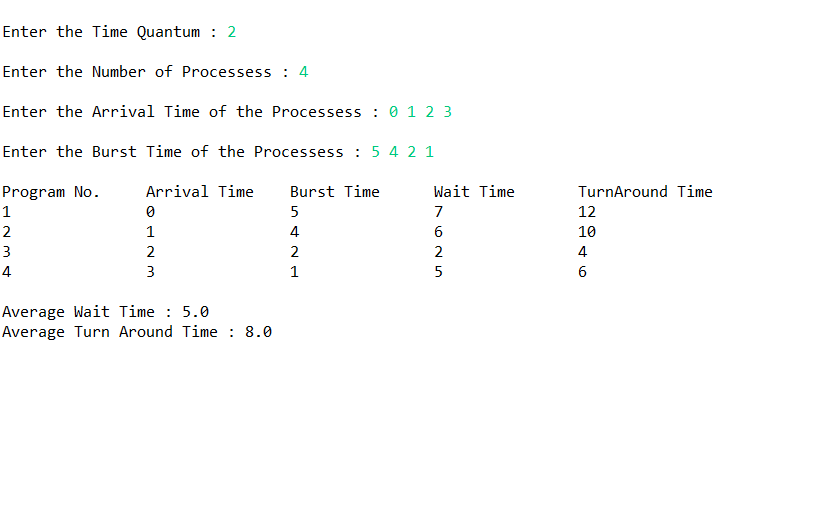 Enter the Time Quantum : 2
Enter the Number of Processess : 4
Enter the Arrival Time of the Processess : 0 1 2 3
Enter the Burst Time of the Processess : 5 4 2 1
Program No. Arrival Time Burst Time Wait Time TurnAround Time
1 0 5 7 12
2 1 4 6 10
3 2 2 2 4
4 3 1 5 6
Average Wait Time : 5.0
Average Turn Around Time : 8.0